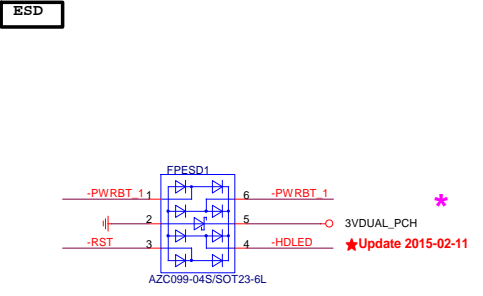 ESD
FPESD1
-PWRBT_1 1 6 -PWRBT_1
2 5 3VDUAL_PCH
-RST 3 4 -HDLED
★Update 2015-02-11
AZC099-04S/SOT23-6L
*